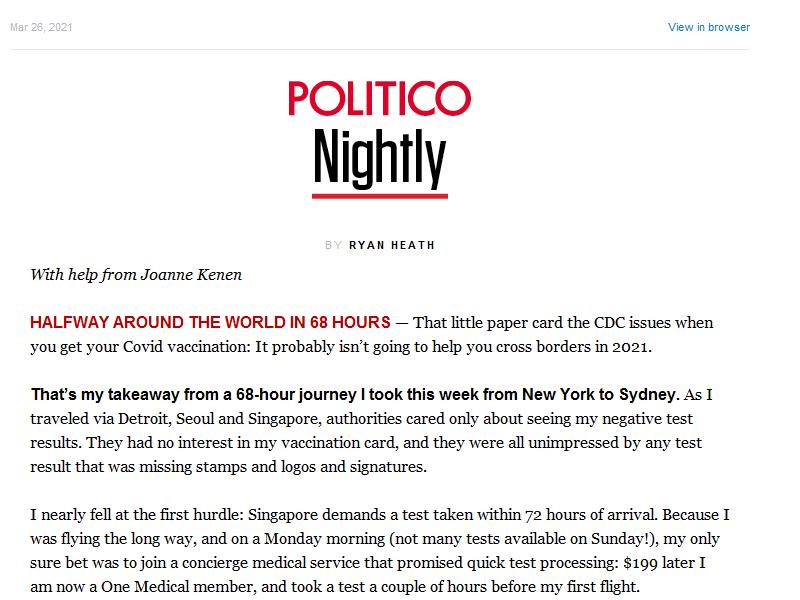 Mar 26, 2021
View in browser
POLITICO
Nightly
BY RYAN HEATH
With help from Joanne Kenen
HALFWAY AROUND THE WORLD IN 68 HOURS — That little paper card the CDC issues when
you get your Covid vaccination: It probably isn’t going to help you cross borders in 2021.
That’s my takeaway from a 68-hour journey I took this week from New York to Sydney. As I
traveled via Detroit, Seoul and Singapore, authorities cared only about seeing my negative test
results. They had no interest in my vaccination card, and they were all unimpressed by any test
result that was missing stamps and logos and signatures.
I nearly fell at the first hurdle: Singapore demands a test taken within 72 hours of arrival. Because I
was flying the long way, and on a Monday morning (not many tests available on Sunday!), my only
sure bet was to join a concierge medical service that promised quick test processing: $199 later I
am now a One Medical member, and took a test a couple of hours before my first flight.